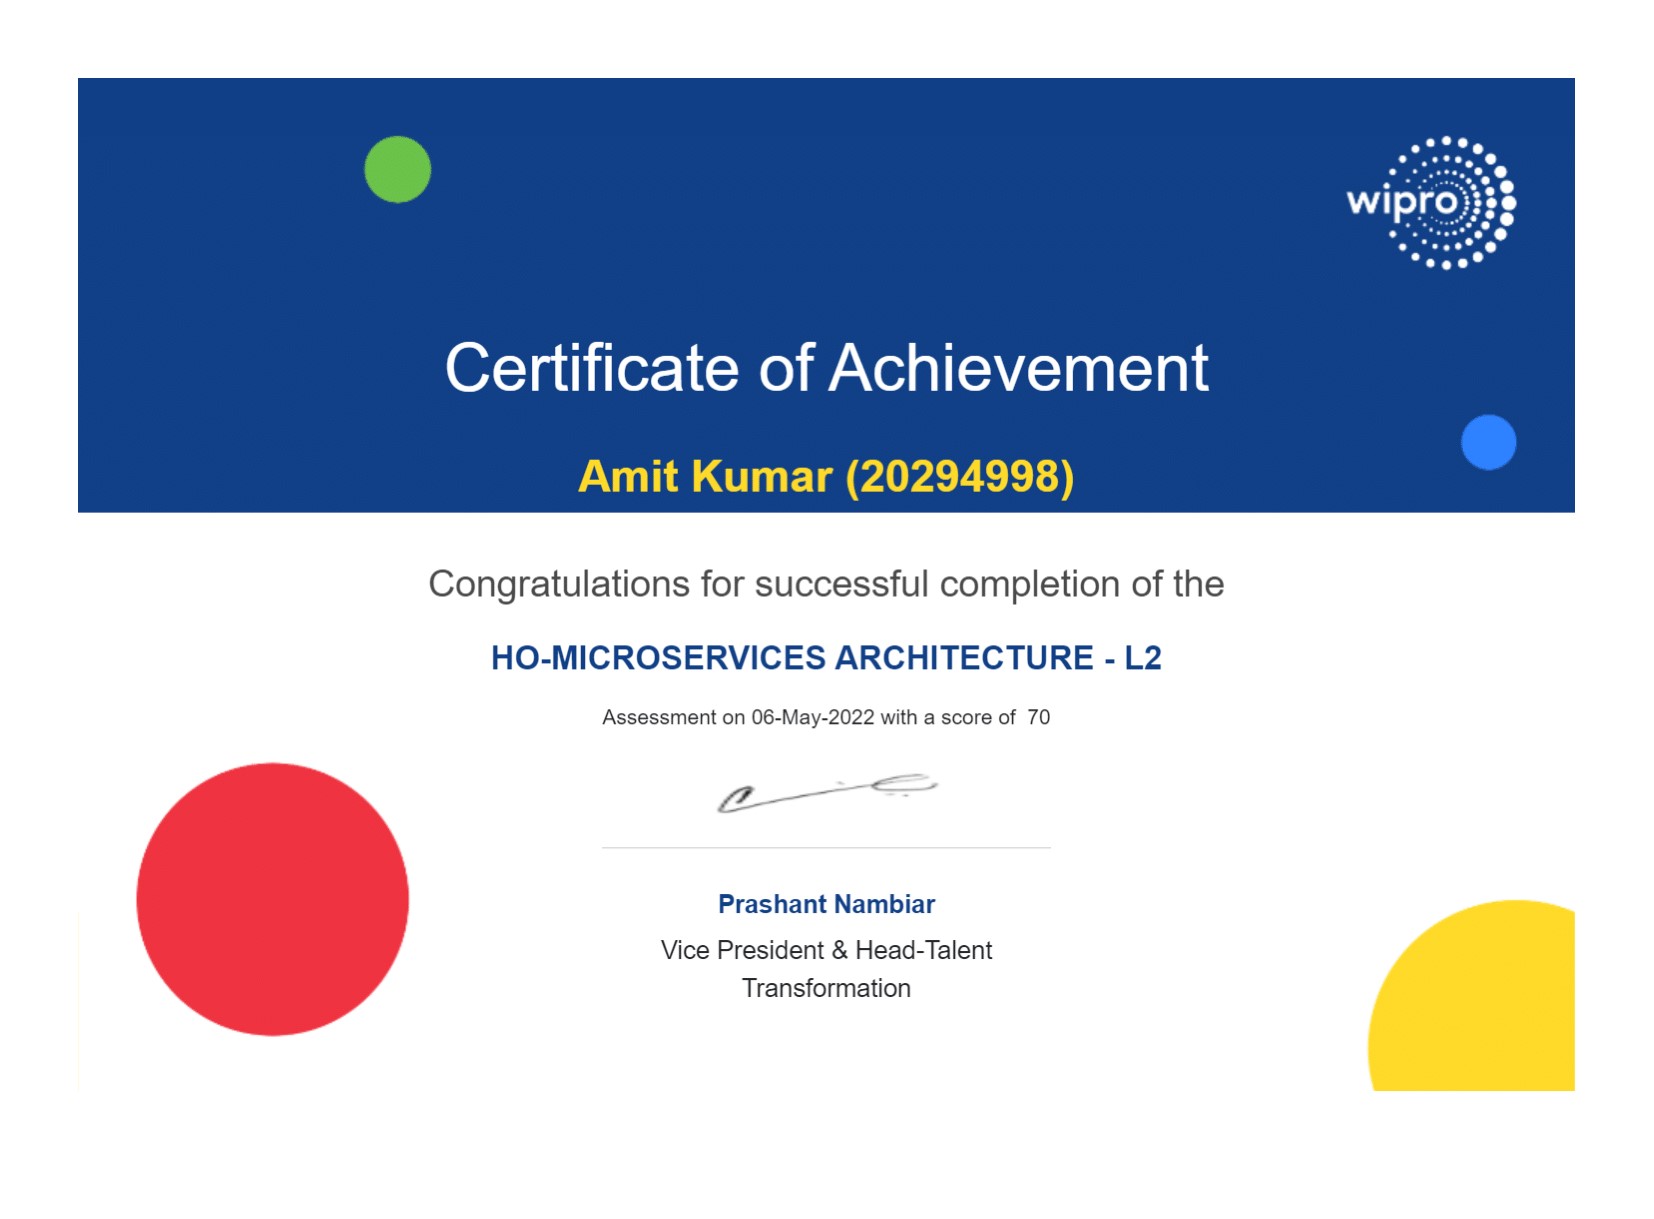 wipro
Certificate of Achievement
Amit Kumar (20294998)
Congratulations for successful completion of the
HO-MICROSERVICES ARCHITECTURE - L2
Assessment on 06-May-2022 with a score of 70
Prashant Nambiar
Vice President & Head-Talent
Transformation